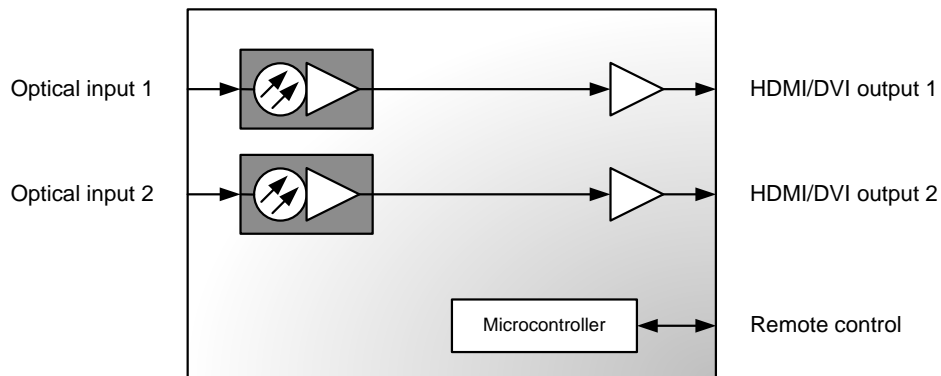 Optical input 1
HDMI/DVI output 1
Optical input 2
HDMI/DVI output 2
Microcontroller
Remote control